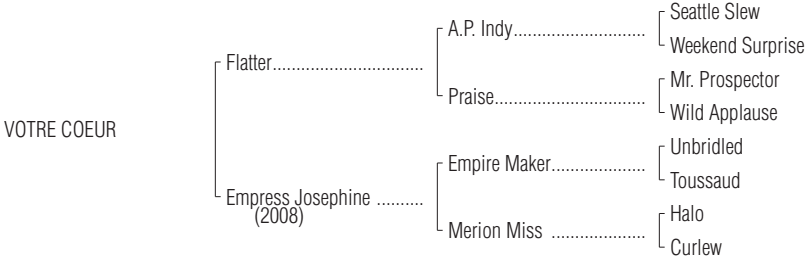 Seattle Slew
A.P. Indy..............................
Weekend Surprise
Flatter..................................
Mr. Prospector
Praise..................................
Wild Applause
VOTRE COEUR
Unbridled
Empire Maker.....................
Toussaud
Empress Josephine ..........
(2008)
Halo
Merion Miss .....................
Curlew